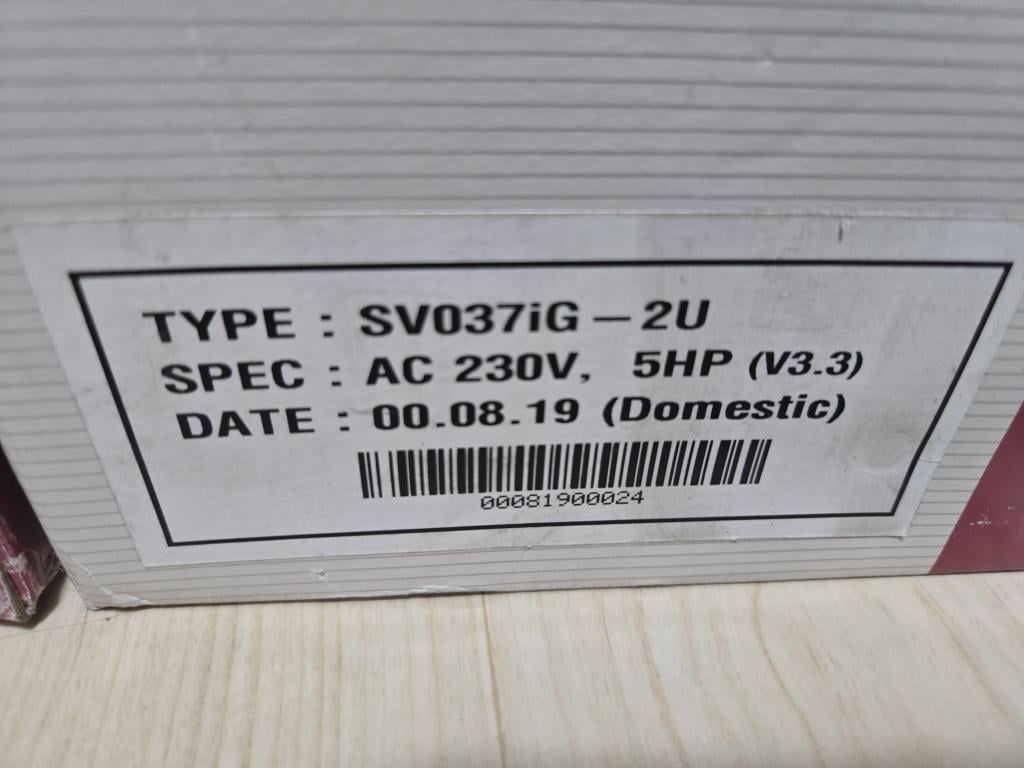 TYPE : SV037iG-2U
SPEC : AC 230V, 5HP (V3.3)
DATE : 00.08.19 (Domestic)
00081900024